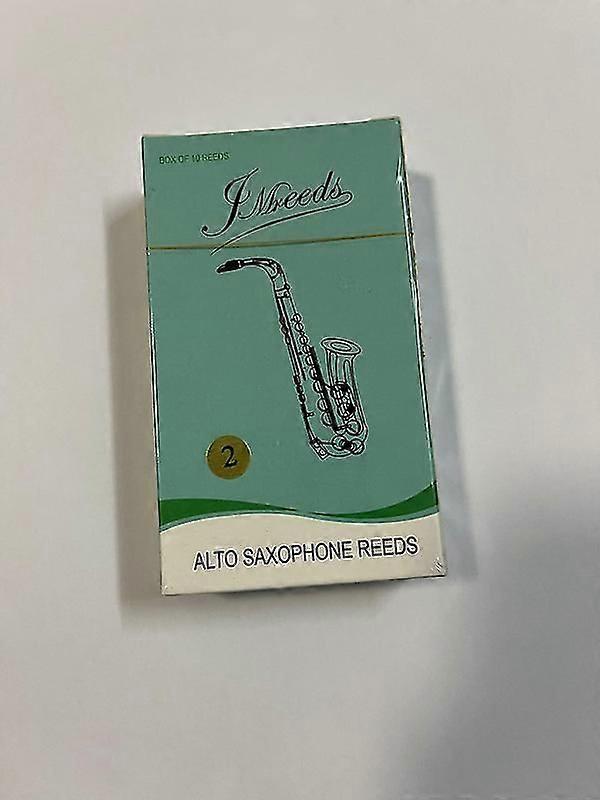 BOX OF 10 REEDS
JMreeds
2
ALTO SAXOPHONE REEDS